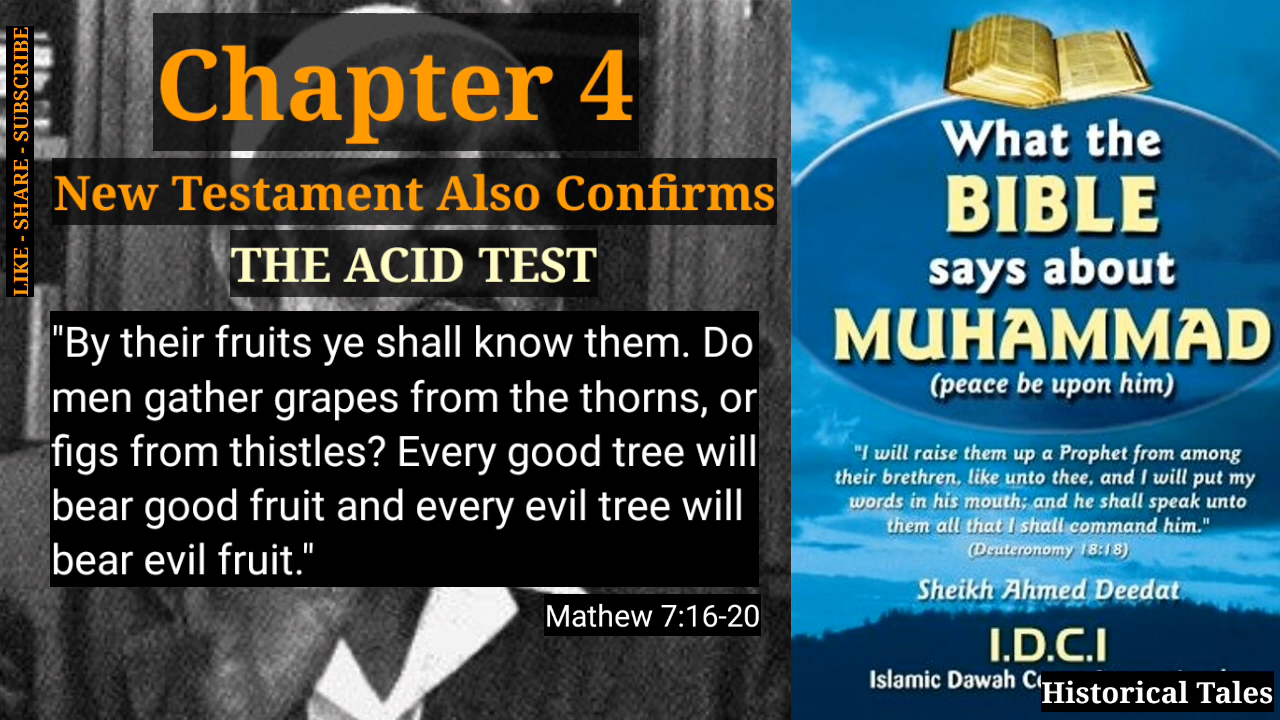 LIKE - SHARE - SUBSCRIBE
Chapter 4
New Testament Also Confirms
THE ACID TEST
"By their fruits ye shall know them. Do
men gather grapes from the thorns, or
figs from thistles? Every good tree will
bear good fruit and every evil tree will
bear evil fruit."
Mathew 7:16-20
What the
BIBLE
says about
MUHAMMAD
(peace be upon him)
"I will raise them up a Prophet from among
their brethren, like unto thee, and I will put my
words in his mouth; and he shall speak unto
them all that I shall command him."
(Deuteronomy 18:18)
Sheikh Ahmed Deedat
I.D.C.I
Islamic Dawah
Historical Tales